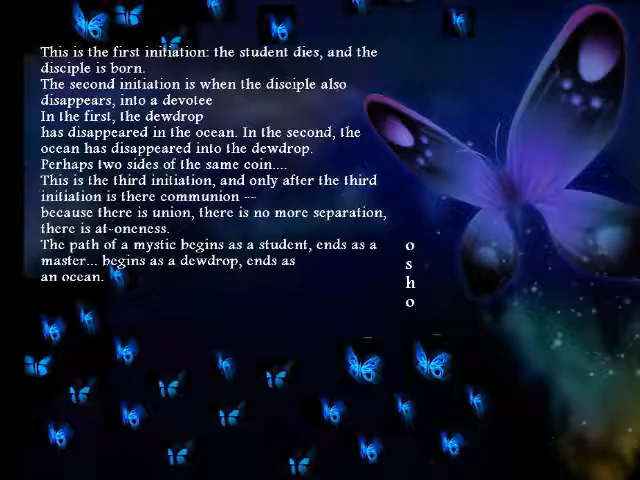 This is the first initiation: the student dies, and the
disciple is born.
The second initiation is when the disciple also
disappears, into a devotee
In the first, the dewdrop
has disappeared in the ocean. In the second, the
ocean has disappeared into the dewdrop.
Perhaps two sides of the same coin....
This is the third initiation, and only after the third
initiation is there communion --
because there is union, there is no more separation,
there is at-oneness.
The path of a mystic begins as a student, ends as a
master... begins as a dewdrop, ends as
an ocean.
o
s
h
o